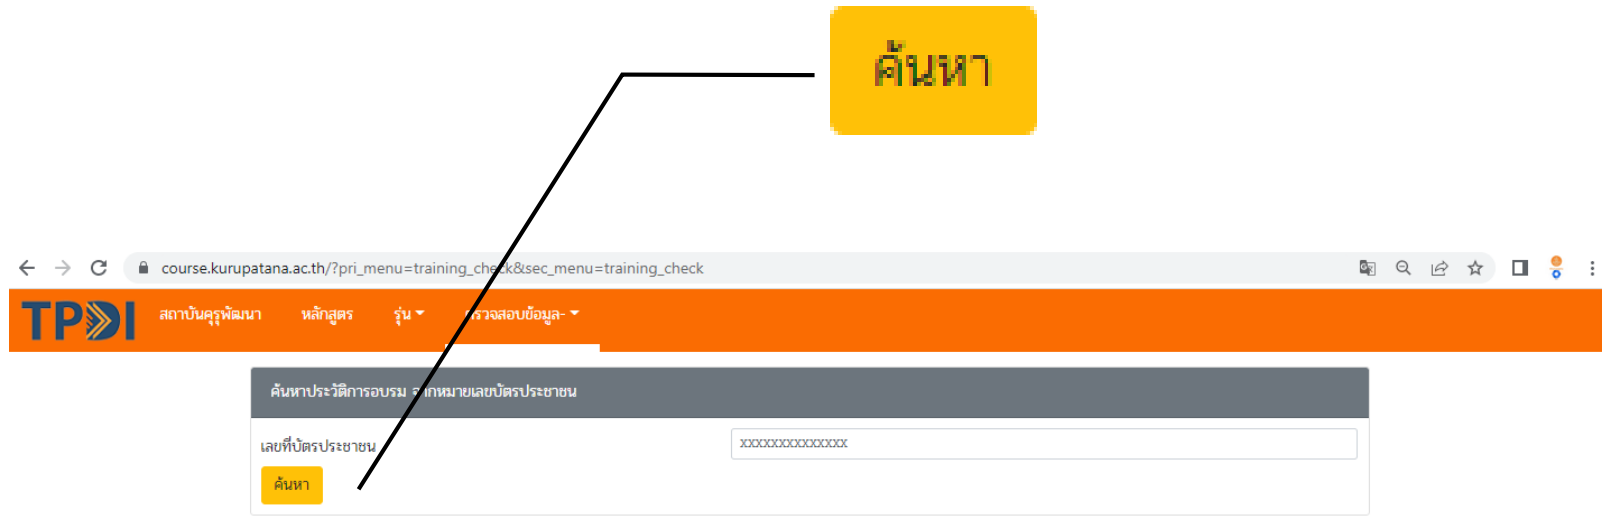 ค้นหา
course.kurupatana.ac.th/?pri_menu=training_check&sec_menu=training_check
TPDI สถาบันคุรุพัฒนา หลักสูตร รุ่น ตรวจสอบข้อมูล-
ค้นหาประวัติการอบรม จากหมายเลขบัตรประชาชน
เลขที่บัตรประชาชน xxxxxxxxxxxxxx
ค้นหา